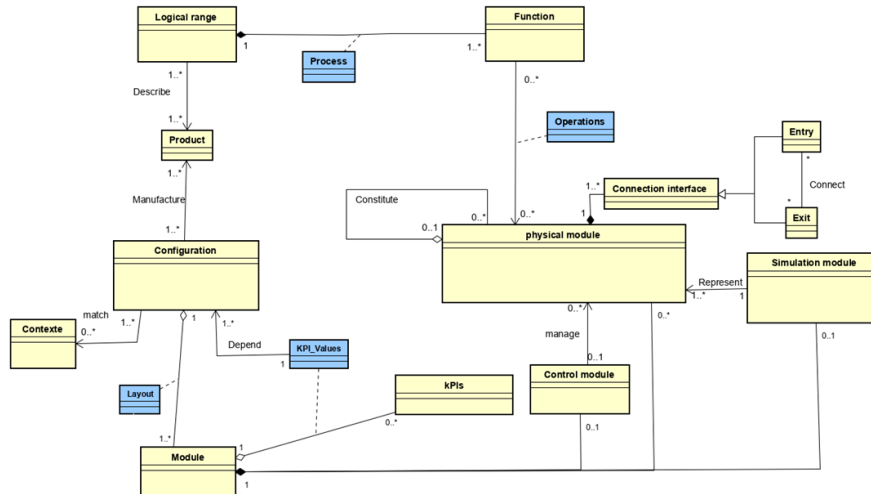 Logical range
Function
1
1..*
Process
1..*
0..*
Describe
Operations
1..*
Product
Entry
1..*
*
Connection interface
Connect
1..*
Manufacture
Constitute
*
Exit
1
0..*
0..*
0..1
physical module
1..*
Configuration
Simulation module
Represent
1..*
1
match
1..*
1
1..*
0..*
0..*
0..*
Contexte
manage
0..1
Depend
KPI_Values
1
0..1
Control module
kPIs
Layout
0..*
0..1
1..*
1
Module
1